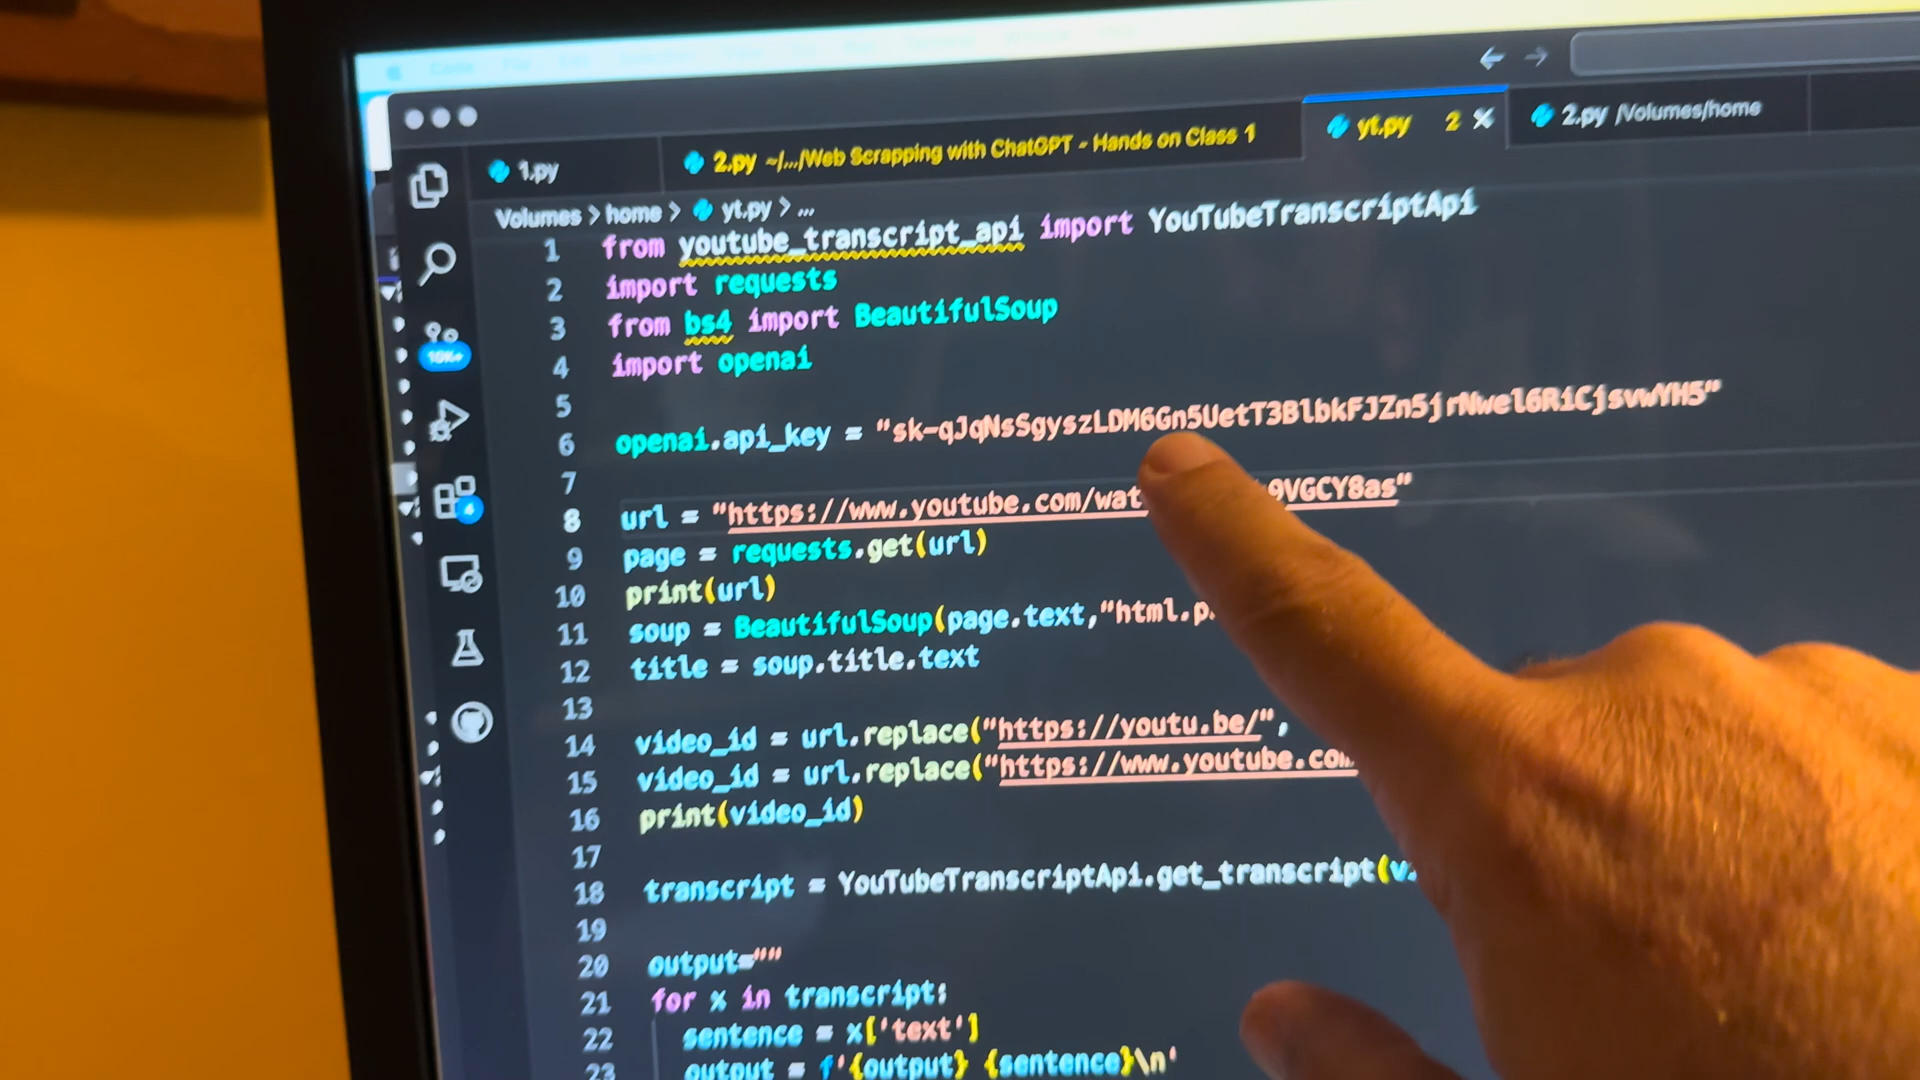 1.py
2.py ~/.../Web Scrapping with ChatGPT - Hands on Class 1
yt.py 2
2.py /Volumes/home
Volumes > home > yt.py > ...
1 from youtube_transcript_api import YouTubeTranscriptApi
2 import requests
3 from bs4 import BeautifulSoup
4 import openai
5
6 openai.api_key = "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"
7
8 url = "https://www.youtube.com/wat 9VGCY8as"
9 page = requests.get(url)
10 print(url)
11 soup = BeautifulSoup(page.text,"html.p
12 title = soup.title.text
13
14 video_id = url.replace("https://youtu.be/",
15 video_id = url.replace("https://www.youtube.com
16 print(video_id)
17
18 transcript = YouTubeTranscriptApi.get_transcript(v
19
20 output=""
21 for x in transcript:
22 sentence = x['text']
23 output = f'{output} {sentence}\n'
10K+
4